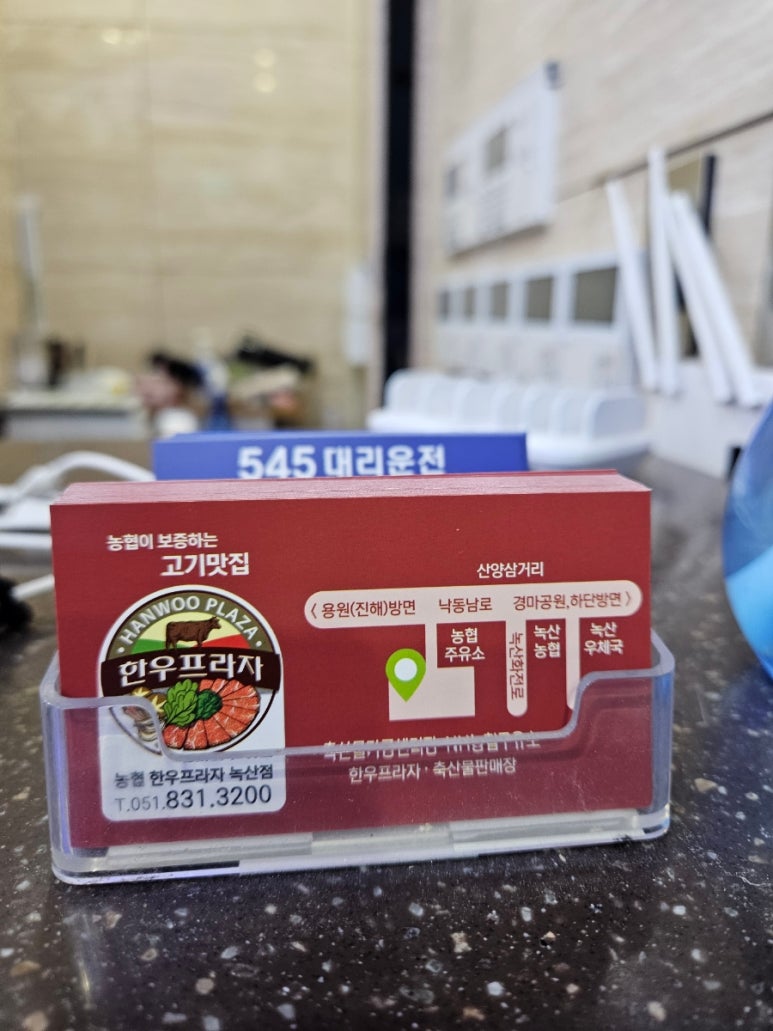 545 대리운전
농협이 보증하는
고기맛집
HANWOO PLAZA
한우프라자
농협 한우프라자 녹산점
T.051.831.3200
산양삼거리
〈 용원(진해)방면 낙동남로 경마공원,하단방면 〉
농협
주유소
녹산화전로
녹산
농협
녹산
우체국
한우프라자 · 축산물판매장